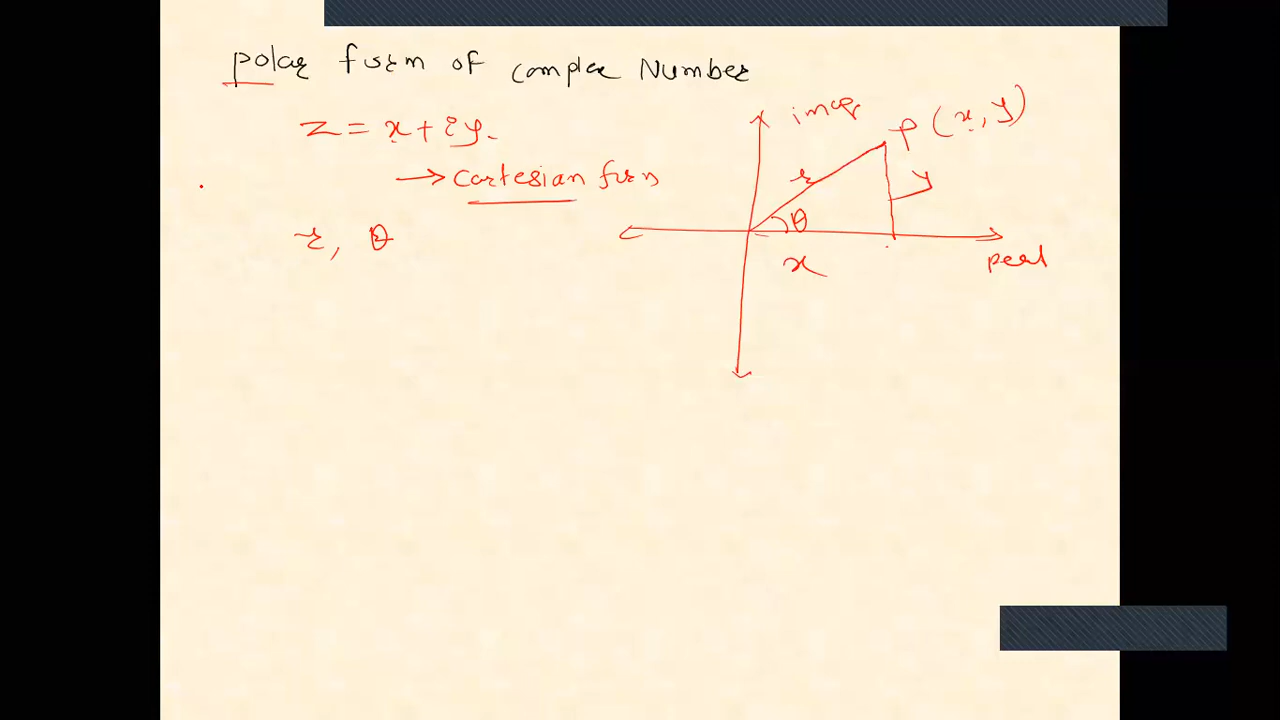 polar form of complex Number
z = x + iy
→ Cartesian form
r, θ
imag
P(x, y)
r
y
θ
x
real